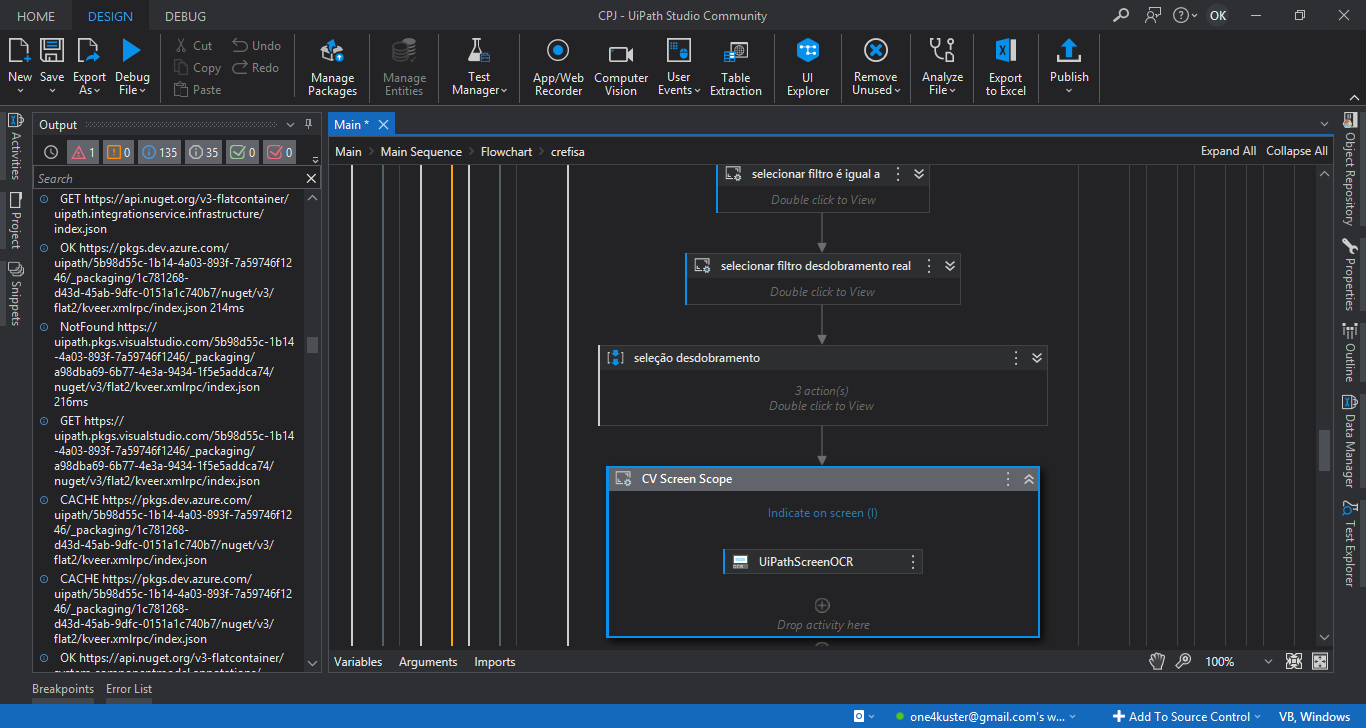 HOME DESIGN DEBUG CPJ - UiPath Studio Community OK
New Save Export As Debug File Cut Copy Paste Undo Redo Manage Packages Manage Entities Test Manager App/Web Recorder Computer Vision User Events Table Extraction UI Explorer Remove Unused Analyze File Export to Excel Publish
Activities
Project
Snippets
Output
1 0 135 35 0 0
Search
GET https://api.nuget.org/v3-flatcontainer/
uipath.integrationservice.infrastructure/
index.json
OK https://pkgs.dev.azure.com/
uipath/5b98d55c-1b14-4a03-893f-7a59746f12
46/_packaging/1c781268-
d43d-45ab-9dfc-0151a1c740b7/nuget/v3/
flat2/kveer.xmlrpc/index.json 214ms
NotFound https://
uipath.pkgs.visualstudio.com/5b98d55c-1b14
-4a03-893f-7a59746f1246/_packaging/
a98dba69-6b77-4e3a-9434-1f5e5addca74/
nuget/v3/flat2/kveer.xmlrpc/index.json
216ms
GET https://
uipath.pkgs.visualstudio.com/5b98d55c-1b14
-4a03-893f-7a59746f1246/_packaging/
a98dba69-6b77-4e3a-9434-1f5e5addca74/
nuget/v3/flat2/kveer.xmlrpc/index.json
CACHE https://pkgs.dev.azure.com/
uipath/5b98d55c-1b14-4a03-893f-7a59746f12
46/_packaging/1c781268-
d43d-45ab-9dfc-0151a1c740b7/nuget/v3/
flat2/kveer.xmlrpc/index.json
CACHE https://pkgs.dev.azure.com/
uipath/5b98d55c-1b14-4a03-893f-7a59746f12
46/_packaging/1c781268-
d43d-45ab-9dfc-0151a1c740b7/nuget/v3/
flat2/kveer.xmlrpc/index.json
OK https://api.nuget.org/v3-flatcontainer/
Breakpoints Error List
Main *
Main Main Sequence Flowchart crefisa Expand All Collapse All
selecionar filtro é igual a
Double click to View
selecionar filtro desdobramento real
Double click to View
seleção desdobramento
3 action(s)
Double click to View
CV Screen Scope
Indicate on screen (I)
UiPathScreenOCR
Drop activity here
Variables Arguments Imports 100%
Object Repository
Properties
Outline
Data Manager
Test Explorer
one4kuster@gmail.com's w... Add To Source Control VB, Windows